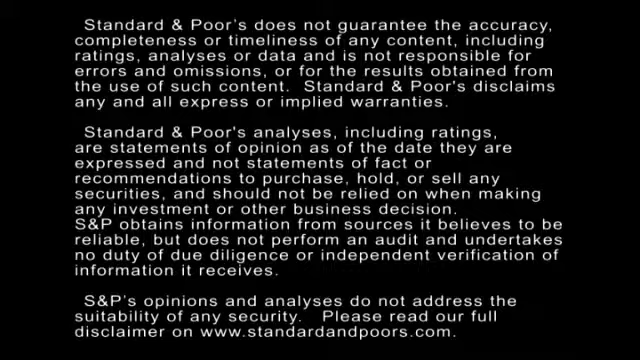 Standard & Poor's does not guarantee the accuracy,
completeness or timeliness of any content, including
ratings, analyses or data and is not responsible for
errors and omissions, or for the results obtained from
the use of such content. Standard & Poor's disclaims
any and all express or implied warranties.
Standard & Poor's analyses, including ratings,
are statements of opinion as of the date they are
expressed and not statements of fact or
recommendations to purchase, hold, or sell any
securities, and should not be relied on when making
any investment or other business decision.
S&P obtains information from sources it believes to be
reliable, but does not perform an audit and undertakes
no duty of due diligence or independent verification of
information it receives.
S&P's opinions and analyses do not address the
suitability of any security. Please read our full
disclaimer on www.standardandpoors.com.